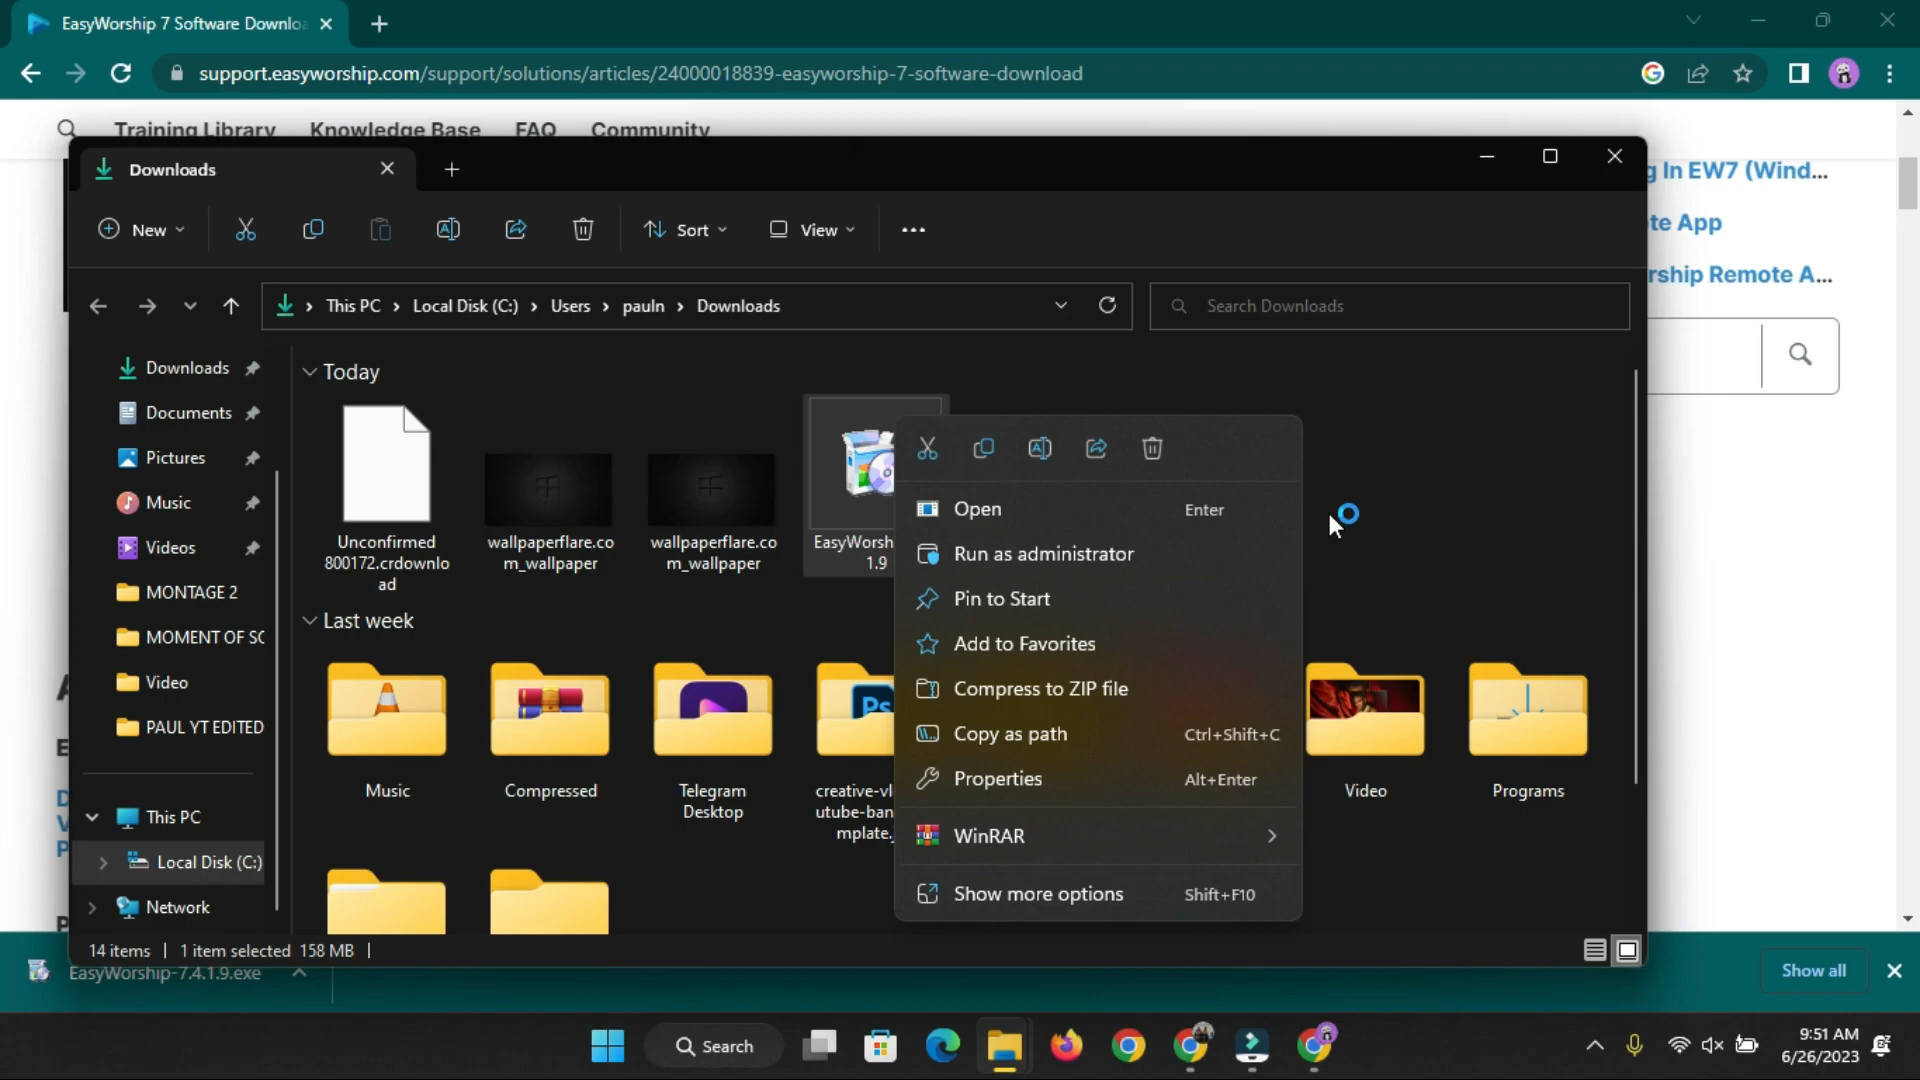 EasyWorship 7 Software Downlo
support.easyworship.com/support/solutions/articles/24000018839-easyworship-7-software-download
Training Library Knowledge Base FAQ Community
Downloads
g In EW7 (Wind...
te App
rship Remote A...
New Sort View
This PC Local Disk (C:) Users pauln Downloads
Search Downloads
Downloads
Documents
Pictures
Music
Videos
MONTAGE 2
MOMENT OF SC
Video
PAUL YT EDITED
This PC
Local Disk (C:)
Network
Today
Unconfirmed
800172.crdownlo
ad
wallpaperflare.co
m_wallpaper
wallpaperflare.co
m_wallpaper
EasyWorsh
1.9
Last week
Music
Compressed
Telegram
Desktop
creative-vl
utube-ban
mplate.
Ps
Video
Programs
Open Enter
Run as administrator
Pin to Start
Add to Favorites
Compress to ZIP file
Copy as path Ctrl+Shift+C
Properties Alt+Enter
WinRAR
Show more options Shift+F10
14 items 1 item selected 158 MB
EasyWorship-7.4.1.9.exe
Show all
Search
9:51 AM
6/26/2023